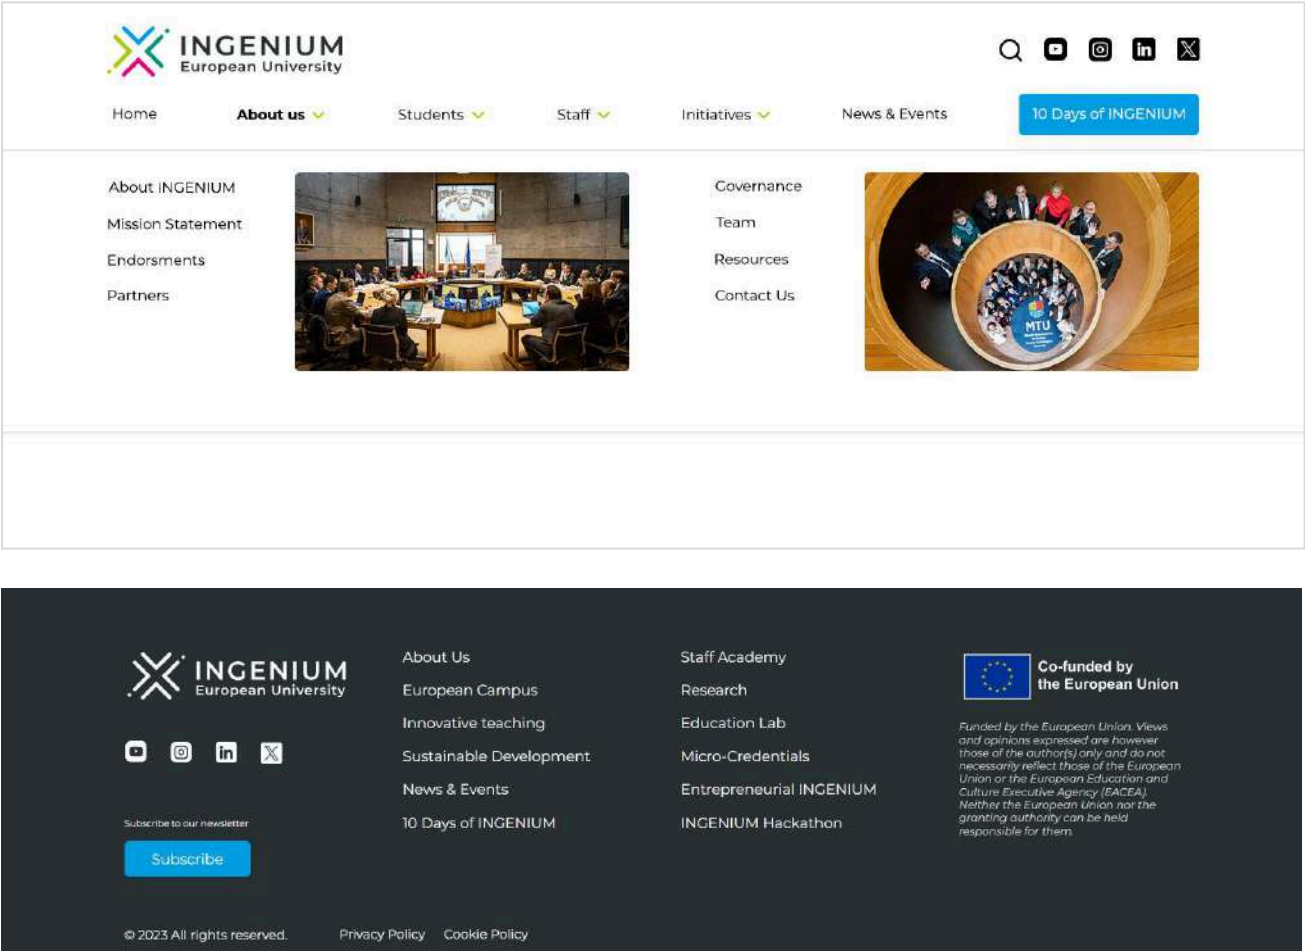 INGENIUM
European University
Home
About us
Students
Staff
Initiatives
News & Events
10 Days of INGENIUM
About INGENIUM
Mission Statement
Endorsments
Partners
Governance
Team
Resources
Contact Us
MTU
INGENIUM
European University
Subscribe to our newsletter
Subscribe
About Us
European Campus
Innovative teaching
Sustainable Development
News & Events
10 Days of INGENIUM
Staff Academy
Research
Education Lab
Micro-Credentials
Entrepreneurial INGENIUM
INGENIUM Hackathon
Co-funded by
the European Union
Funded by the European Union. Views
and opinions expressed are however
those of the author(s) only and do not
necessarily reflect those of the European
Union or the European Education and
Culture Executive Agency (EACEA).
Neither the European Union nor the
granting authority can be held
responsible for them.
© 2023 All rights reserved.
Privacy Policy
Cookie Policy